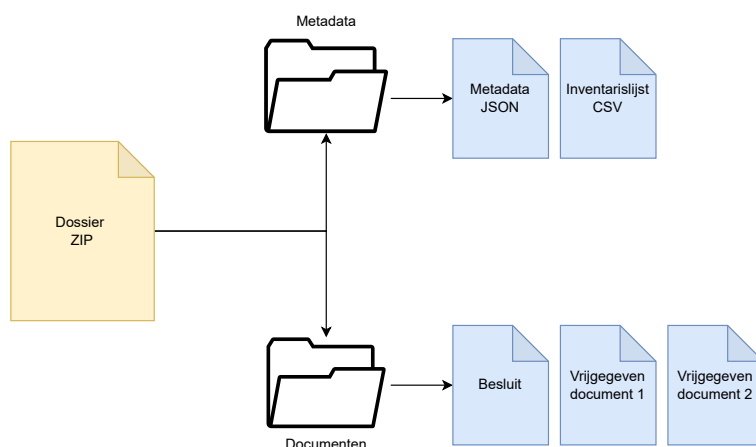 Metadata
Metadata
JSON
Inventarislijst
CSV
Dossier
ZIP
Documenten
Besluit
Vrijgegeven
document 1
Vrijgegeven
document 2